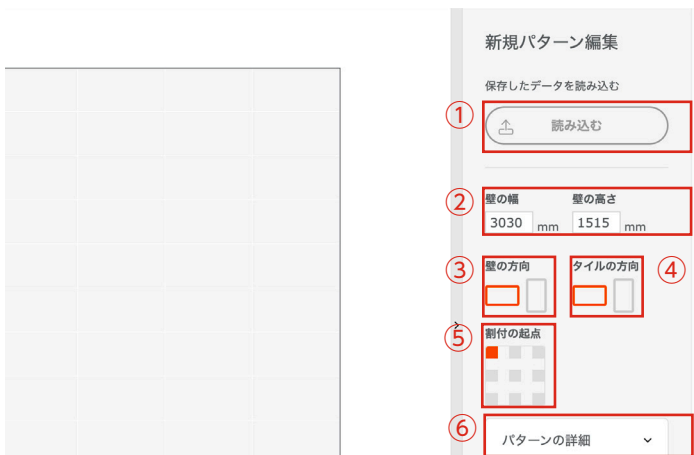 新規パターン編集
保存したデータを読み込む
① 読み込む
② 壁の幅 壁の高さ
3030 mm 1515 mm
③ 壁の方向 タイルの方向 ④
⑤ 割付の起点
⑥ パターンの詳細